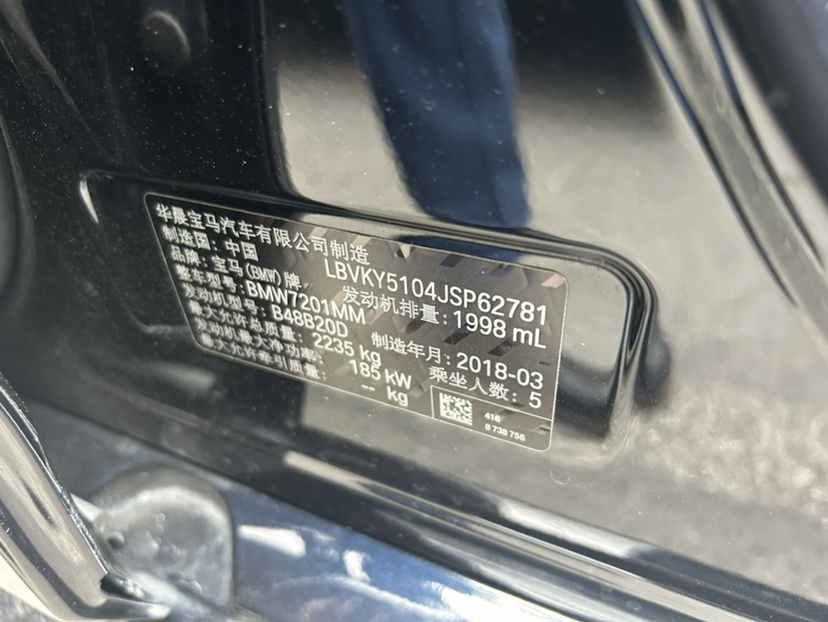 华晨宝马汽车有限公司制造
制造国：中国
LBVKY5104JSP62781
品牌：宝马(BMW)牌
发动机排量：1998 mL
整车型号：BMW7201MM
发动机型号：B48B20D
制造年月：2018-03
最大允许总质量：2235 kg
乘坐人数：5
发动机最大净功率：185 kW
最大允许牵引质量：-- kg
416
8 738 756